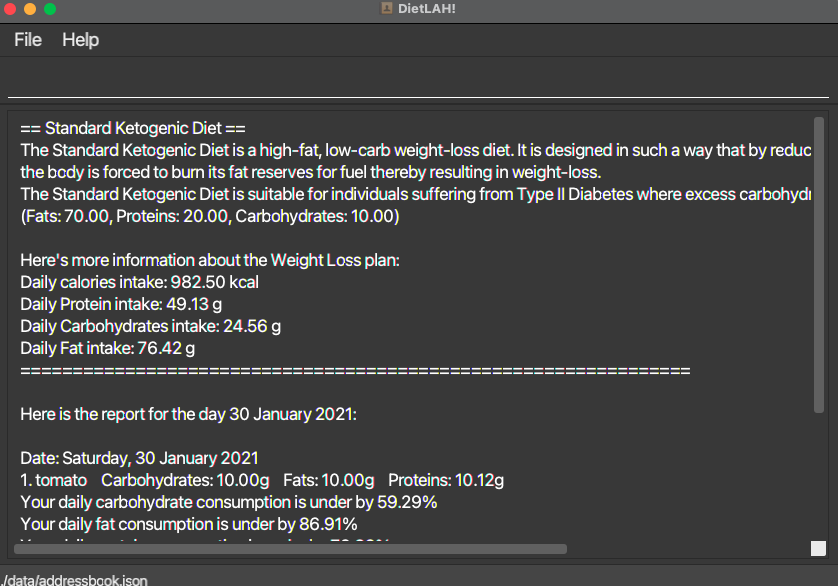 DietLAH!
File Help
== Standard Ketogenic Diet ==
The Standard Ketogenic Diet is a high-fat, low-carb weight-loss diet. It is designed in such a way that by reduc
the body is forced to burn its fat reserves for fuel thereby resulting in weight-loss.
The Standard Ketogenic Diet is suitable for individuals suffering from Type II Diabetes where excess carbohydr
(Fats: 70.00, Proteins: 20.00, Carbohydrates: 10.00)
Here's more information about the Weight Loss plan:
Daily calories intake: 982.50 kcal
Daily Protein intake: 49.13 g
Daily Carbohydrates intake: 24.56 g
Daily Fat intake: 76.42 g
================================================================
Here is the report for the day 30 January 2021:
Date: Saturday, 30 January 2021
1. tomato Carbohydrates: 10.00g Fats: 10.00g Proteins: 10.12g
Your daily carbohydrate consumption is under by 59.29%
Your daily fat consumption is under by 86.91%
./data/addressbook.json